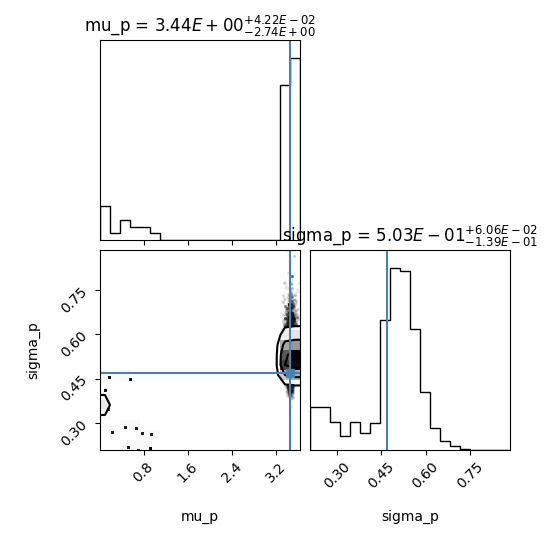 mu_p = 3.44E + 00+4.22E − 02 −2.74E + 00
sigma_p = 5.03E − 01+6.06E − 02 −1.39E − 01
sigma_p
0.75
0.60
0.45
0.30
0.8 1.6 2.4 3.2
0.30 0.45 0.60 0.75
mu_p
sigma_p